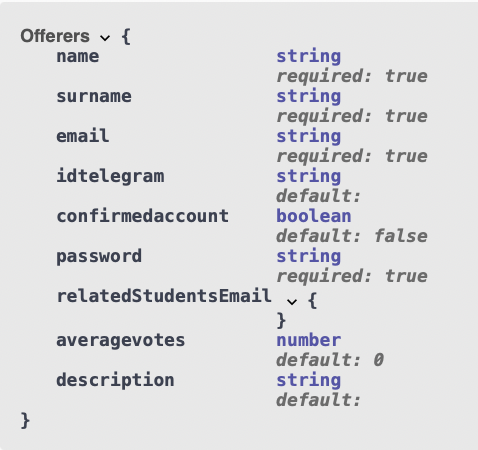 Offerers {
name string
required: true
surname string
required: true
email string
required: true
idtelegram string
default:
confirmedaccount boolean
default: false
password string
required: true
relatedStudentsEmail {
}
averagevotes number
default: 0
description string
default:
}